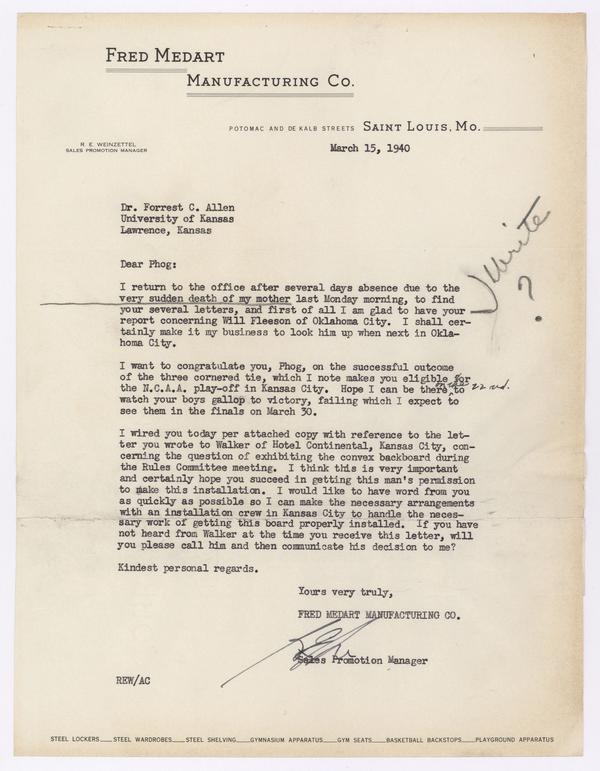 FRED MEDART
MANUFACTURING CO.
POTOMAC AND DE KALB STREETS SAINT LOUIS, MO.
R. E. WEINZETTEL
SALES PROMOTION MANAGER
March 15, 1940
Dr. Forrest C. Allen
University of Kansas
Lawrence, Kansas
Write
?
Dear Phog:
I return to the office after several days absence due to the
very sudden death of my mother last Monday morning, to find
your several letters, and first of all I am glad to have your
report concerning Will Fleeson of Oklahoma City. I shall cer-
tainly make it my business to look him up when next in Okla-
homa City.
I want to congratulate you, Phog, on the successful outcome
of the three cornered tie, which I note makes you eligible for
the N.C.A.A. play-off in Kansas City. Hope I can be there on the 22nd. to
watch your boys gallop to victory, failing which I expect to
see them in the finals on March 30.
I wired you today per attached copy with reference to the let-
ter you wrote to Walker of Hotel Continental, Kansas City, con-
cerning the question of exhibiting the convex backboard during
the Rules Committee meeting. I think this is very important
and certainly hope you succeed in getting this man's permission
to make this installation. I would like to have word from you
as quickly as possible so I can make the necessary arrangements
with an installation crew in Kansas City to handle the neces-
sary work of getting this board properly installed. If you have
not heard from Walker at the time you receive this letter, will
you please call him and then communicate his decision to me?
Kindest personal regards.
Yours very truly,
FRED MEDART MANUFACTURING CO.
Sales Promotion Manager
REW/AC
STEEL LOCKERS STEEL WARDROBES STEEL SHELVING GYMNASIUM APPARATUS GYM SEATS BASKETBALL BACKSTOPS PLAYGROUND APPARATUS